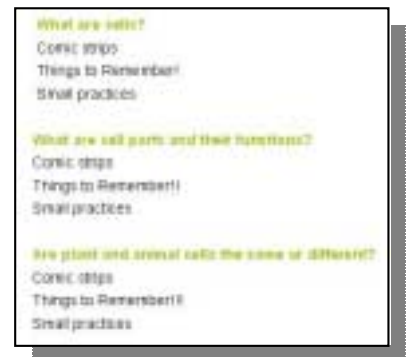 What are cells?
Comic strips
Things to Remember!
Small practices
What are cell parts and their functions?
Comic strips
Things to Remember!!
Small practices
Are plant and animal cells the same or different?
Comic strips
Things to Remember!!!
Small practices